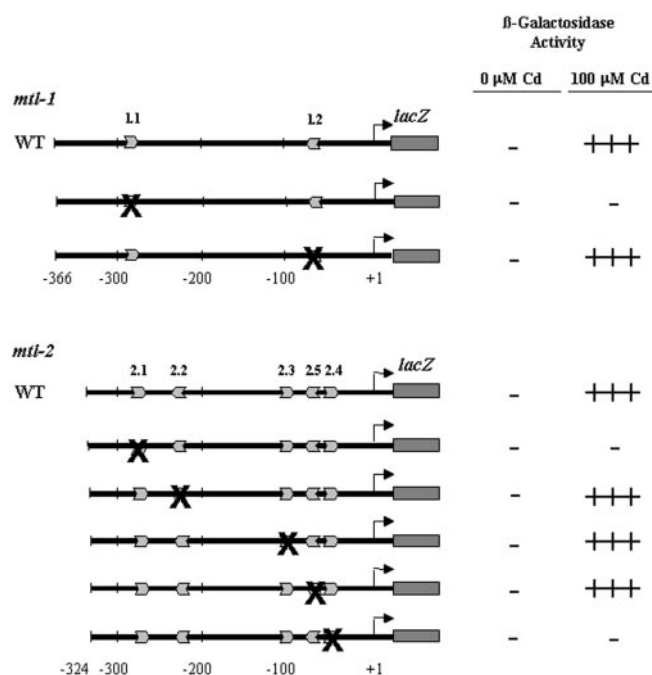 ß-Galactosidase
Activity
0 µM Cd 100 µM Cd
mtl-1
1.1 1.2 lacZ
WT – +++
– –
– +++
-366 -300 -200 -100 +1
mtl-2
2.1 2.2 2.3 2.5 2.4 lacZ
WT – +++
– –
– +++
– +++
– +++
– –
-324 -300 -200 -100 +1